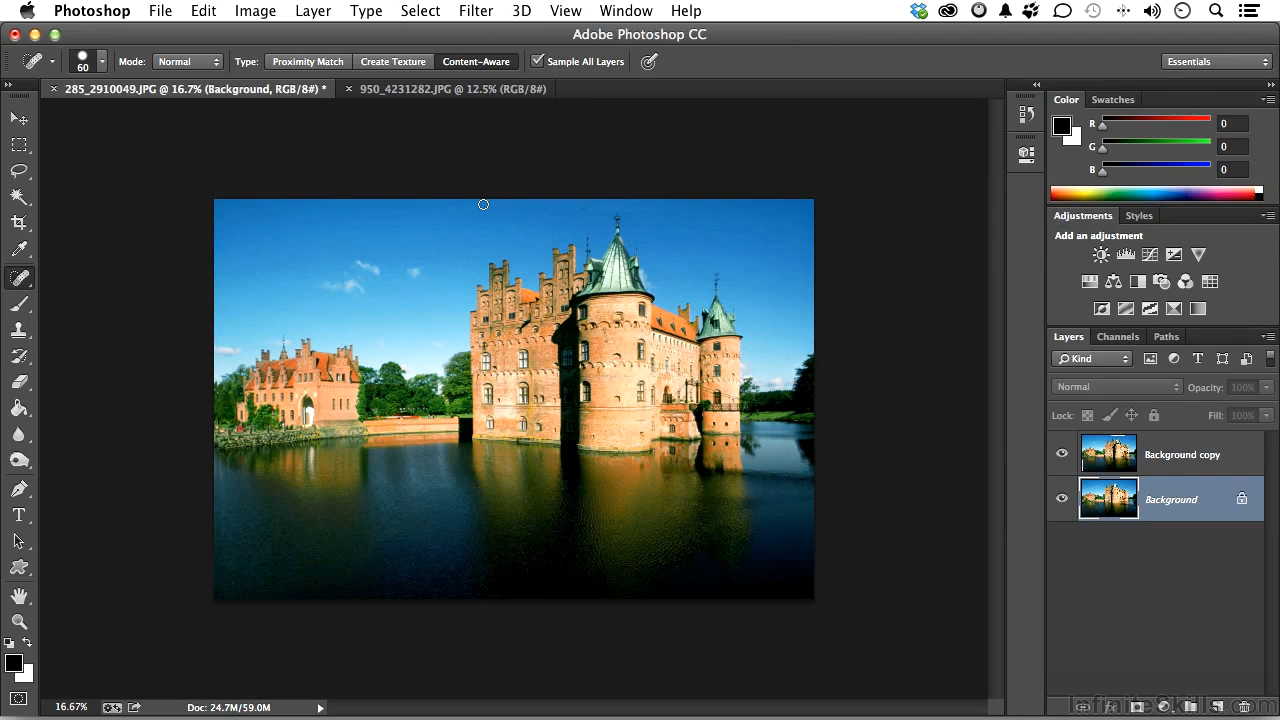 Photoshop File Edit Image Layer Type Select Filter 3D View Window Help
Adobe Photoshop CC
60 Mode: Normal Type: Proximity Match Create Texture Content-Aware Sample All Layers Essentials
285_2910049.JPG @ 16.7% (Background, RGB/8#) * 950_4231282.JPG @ 12.5% (RGB/8#)
Color Swatches
R 0
G 0
B 0
Adjustments Styles
Add an adjustment
Layers Channels Paths
Kind
Normal Opacity: 100%
Lock: Fill: 100%
Background copy
Background
16.67% Doc: 24.7M/59.0M
InfiniteSkills.com